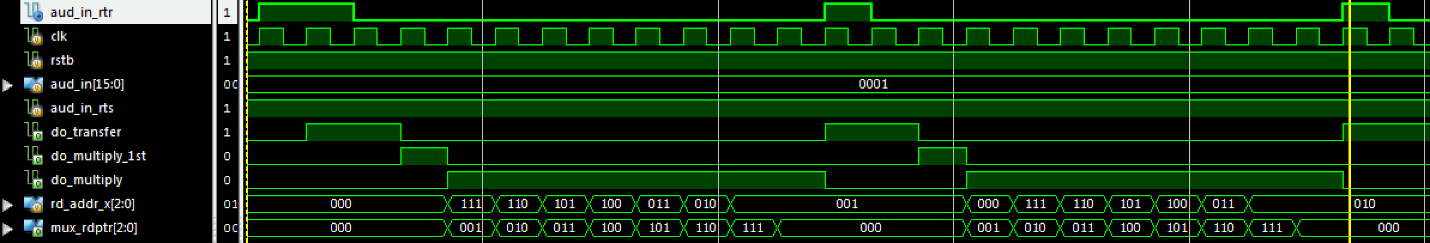 aud_in_rtr 1
clk 1
rstb 1
aud_in[15:0] 00 0001
aud_in_rts 1
do_transfer 1
do_multiply_1st 0
do_multiply 0
rd_addr_x[2:0] 01 000 111 110 101 100 011 010 001 000 111 110 101 100 011 010
mux_rdptr[2:0] 00 000 001 010 011 100 101 110 111 000 001 010 011 100 101 110 111 000